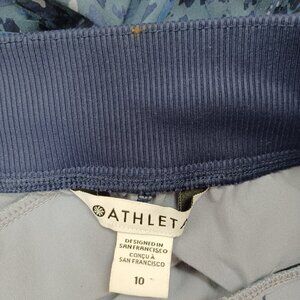 ATHLETA
DESIGNED IN
SAN FRANCISCO
CONÇU À
SAN FRANCISCO
10